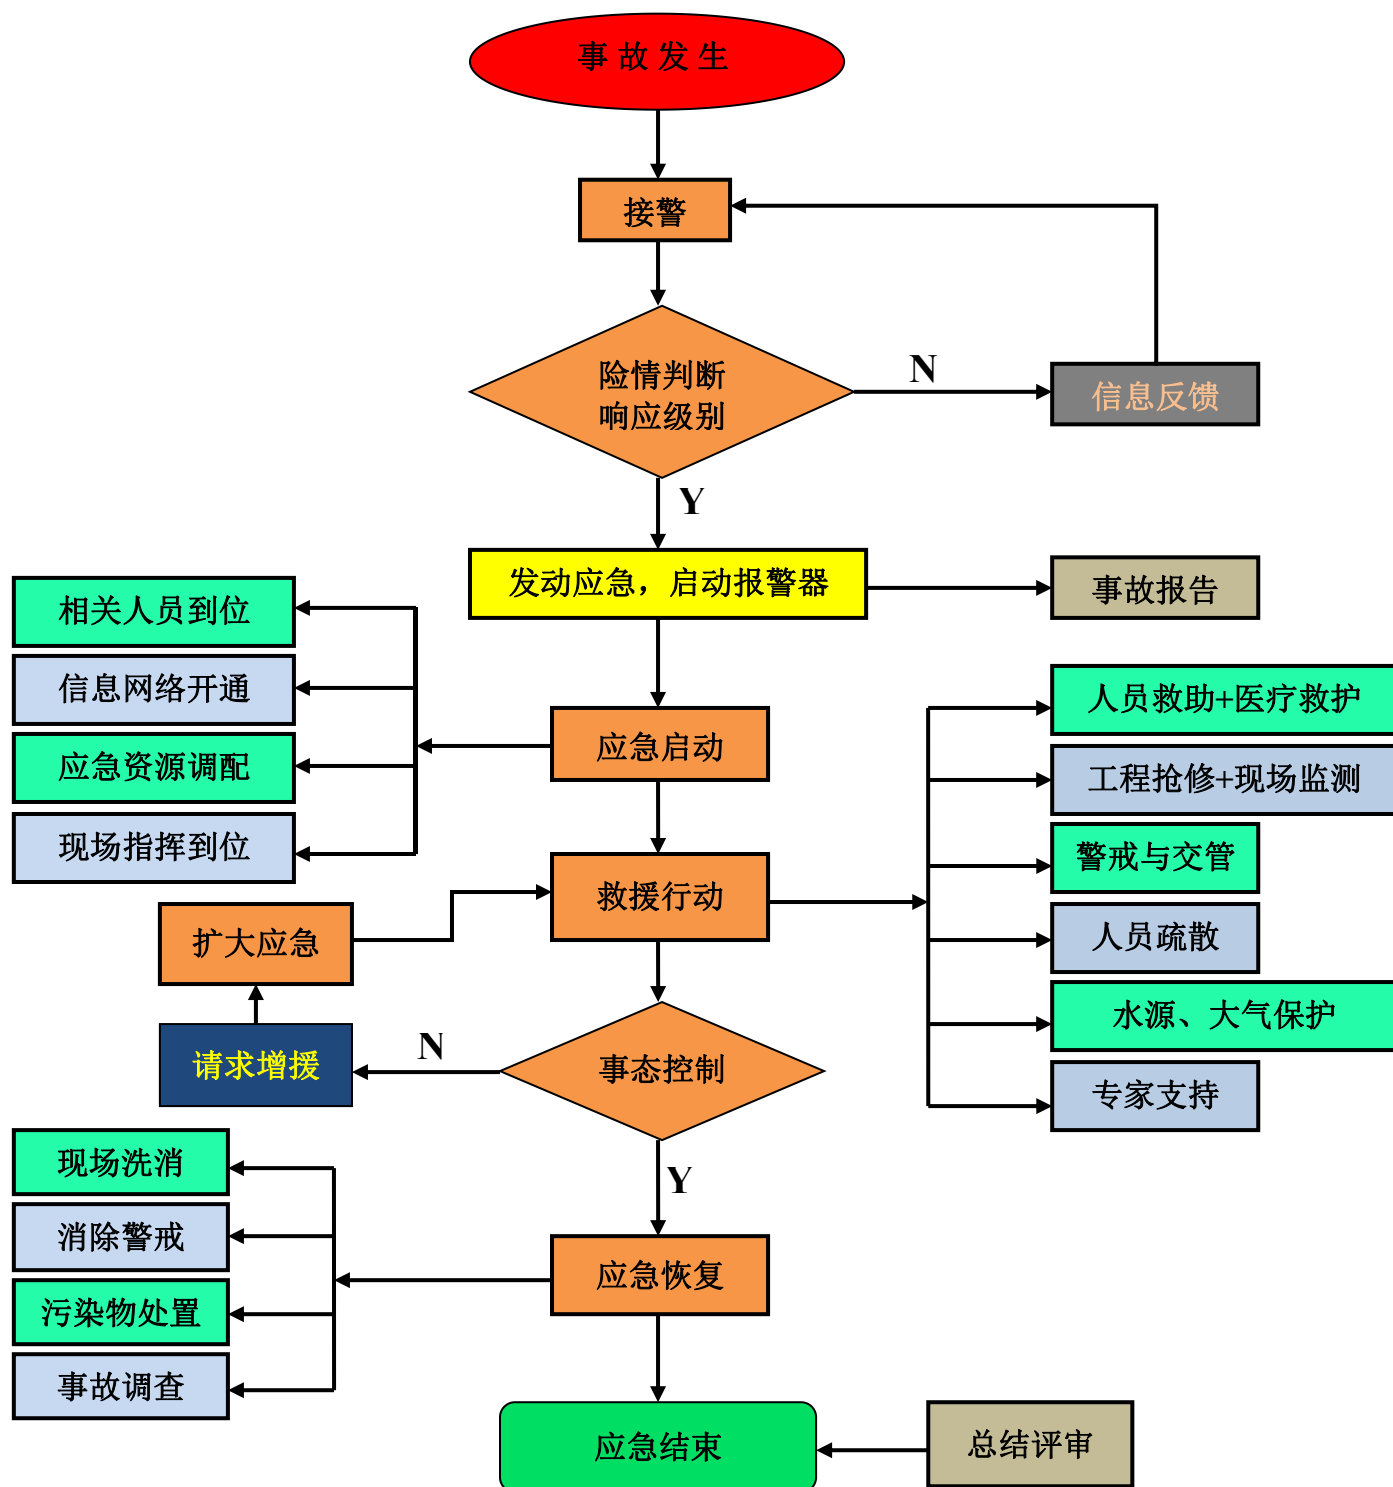 事故发生
接警
险情判断
响应级别
N
信息反馈
Y
发动应急，启动报警器
事故报告
相关人员到位
信息网络开通
应急资源调配
现场指挥到位
应急启动
人员救助+医疗救护
工程抢修+现场监测
警戒与交管
人员疏散
水源、大气保护
专家支持
救援行动
扩大应急
请求增援
N
事态控制
Y
现场洗消
消除警戒
污染物处置
事故调查
应急恢复
应急结束
总结评审